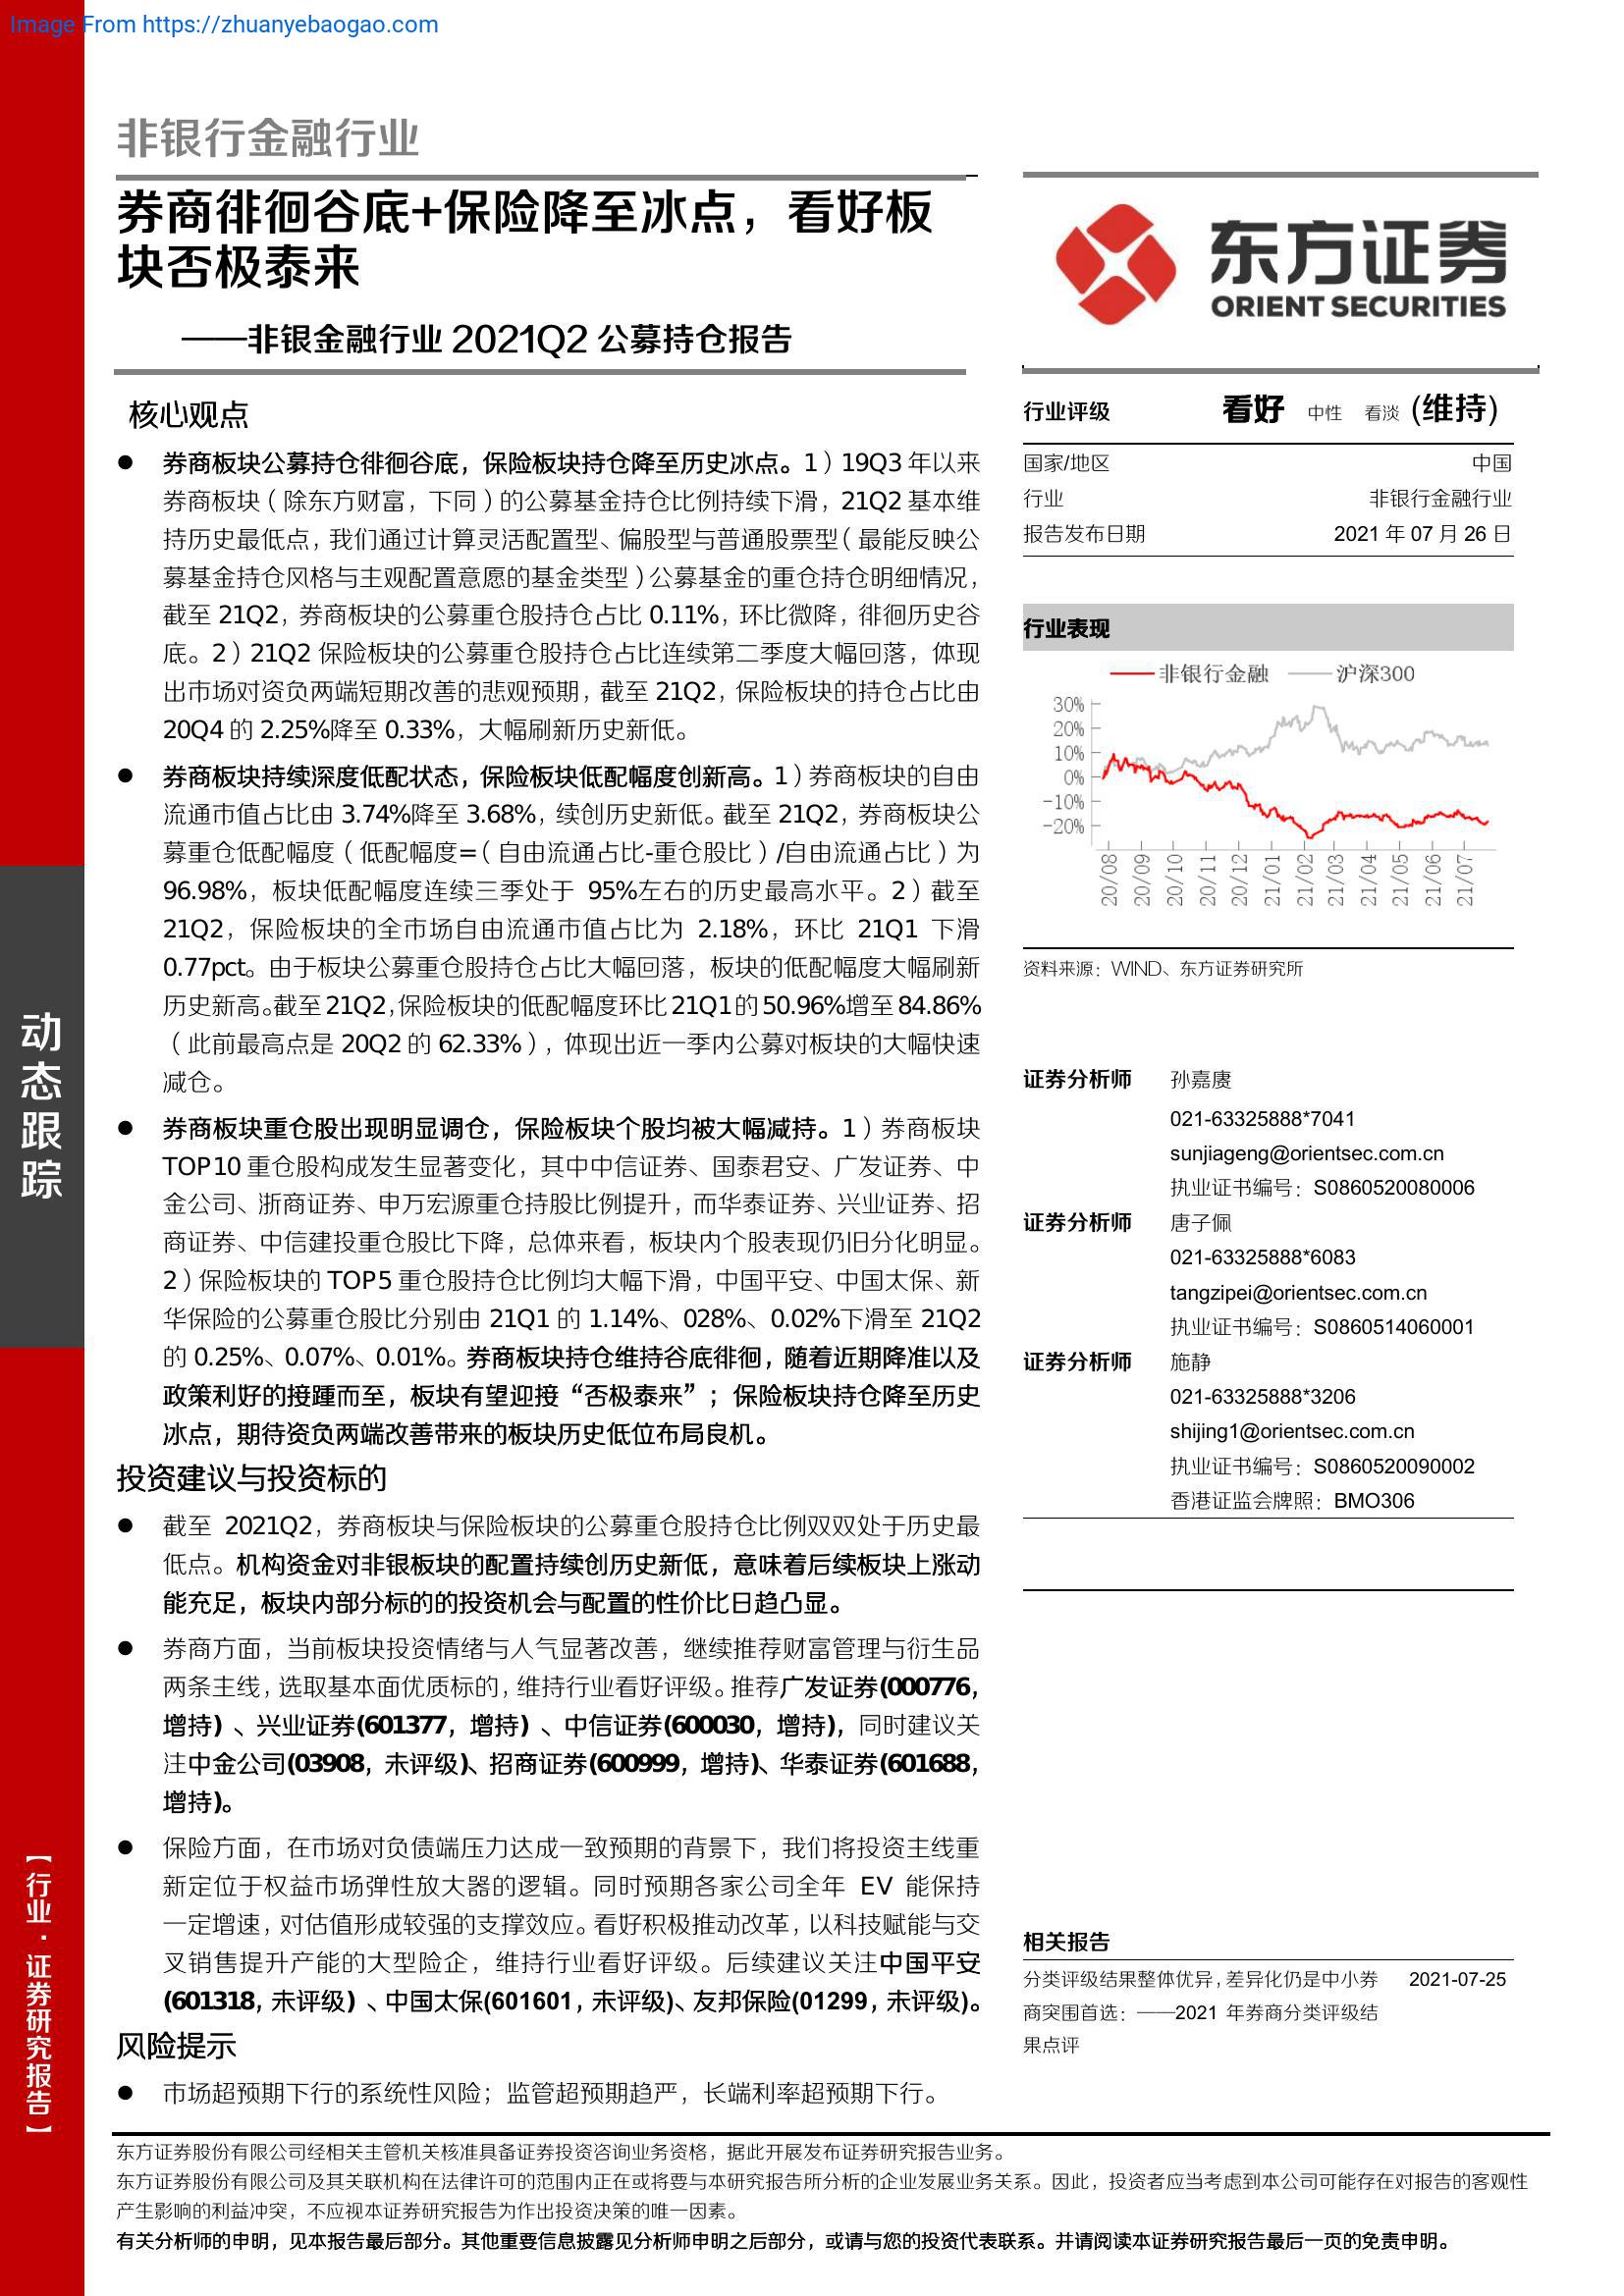 Image From https://zhuanyebaogao.com
非银行金融行业
券商徘徊谷底+保险降至冰点，看好板
块否极泰来
——非银金融行业 2021Q2 公募持仓报告
核心观点
● 券商板块公募持仓徘徊谷底，保险板块持仓降至历史冰点。1）19Q3 年以来
券商板块（除东方财富，下同）的公募基金持仓比例持续下滑，21Q2 基本维
持历史最低点，我们通过计算灵活配置型、偏股型与普通股票型（最能反映公
募基金持仓风格与主观配置意愿的基金类型）公募基金的重仓持仓明细情况，
截至 21Q2，券商板块的公募重仓股持仓占比 0.11%，环比微降，徘徊历史谷
底。2）21Q2 保险板块的公募重仓股持仓占比连续第二季度大幅回落，体现
出市场对资负两端短期改善的悲观预期，截至 21Q2，保险板块的持仓占比由
20Q4 的 2.25%降至 0.33%，大幅刷新历史新低。
● 券商板块持续深度低配状态，保险板块低配幅度创新高。1）券商板块的自由
流通市值占比由 3.74%降至 3.68%，续创历史新低。截至 21Q2，券商板块公
募重仓低配幅度（低配幅度=（自由流通占比-重仓股比）/自由流通占比）为
96.98%，板块低配幅度连续三季处于 95%左右的历史最高水平。2）截至
21Q2，保险板块的全市场自由流通市值占比为 2.18%，环比 21Q1 下滑
0.77pct。由于板块公募重仓股持仓占比大幅回落，板块的低配幅度大幅刷新
历史新高。截至 21Q2，保险板块的低配幅度环比 21Q1 的 50.96%增至 84.86%
（此前最高点是 20Q2 的 62.33%），体现出近一季内公募对板块的大幅快速
减仓。
● 券商板块重仓股出现明显调仓，保险板块个股均被大幅减持。1）券商板块
TOP10 重仓股构成发生显著变化，其中中信证券、国泰君安、广发证券、中
金公司、浙商证券、申万宏源重仓持股比例提升，而华泰证券、兴业证券、招
商证券、中信建投重仓股比下降，总体来看，板块内个股表现仍旧分化明显。
2）保险板块的 TOP5 重仓股持仓比例均大幅下滑，中国平安、中国太保、新
华保险的公募重仓股比分别由 21Q1 的 1.14%、028%、0.02%下滑至 21Q2
的 0.25%、0.07%、0.01%。券商板块持仓维持谷底徘徊，随着近期降准以及
政策利好的接踵而至，板块有望迎接“否极泰来”；保险板块持仓降至历史
冰点，期待资负两端改善带来的板块历史低位布局良机。
投资建议与投资标的
● 截至 2021Q2，券商板块与保险板块的公募重仓股持仓比例双双处于历史最
低点。机构资金对非银板块的配置持续创历史新低，意味着后续板块上涨动
能充足，板块内部分标的的投资机会与配置的性价比日趋凸显。
● 券商方面，当前板块投资情绪与人气显著改善，继续推荐财富管理与衍生品
两条主线，选取基本面优质标的，维持行业看好评级。推荐广发证券(000776，
增持）、兴业证券(601377，增持）、中信证券(600030，增持)，同时建议关
注中金公司(03908，未评级)、招商证券(600999，增持)、华泰证券(601688，
增持)。
● 保险方面，在市场对负债端压力达成一致预期的背景下，我们将投资主线重
新定位于权益市场弹性放大器的逻辑。同时预期各家公司全年 EV 能保持
一定增速，对估值形成较强的支撑效应。看好积极推动改革，以科技赋能与交
叉销售提升产能的大型险企，维持行业看好评级。后续建议关注中国平安
(601318，未评级）、中国太保(601601，未评级)、友邦保险(01299，未评级)。
风险提示
● 市场超预期下行的系统性风险；监管超预期趋严，长端利率超预期下行。
东方证券
ORIENT SECURITIES
行业评级 看好 中性 看淡 (维持)
国家/地区 中国
行业 非银行金融行业
报告发布日期 2021 年 07 月 26 日
行业表现
非银行金融 沪深300
30%
20%
10%
0%
-10%
-20%
20/08 20/09 20/10 20/11 20/12 21/01 21/02 21/03 21/04 21/05 21/06 21/07
资料来源：WIND、东方证券研究所
证券分析师 孙嘉赓
021-63325888*7041
sunjiageng@orientsec.com.cn
执业证书编号：S0860520080006
证券分析师 唐子佩
021-63325888*6083
tangzipei@orientsec.com.cn
执业证书编号：S0860514060001
证券分析师 施静
021-63325888*3206
shijing1@orientsec.com.cn
执业证书编号：S0860520090002
香港证监会牌照：BMO306
相关报告
分类评级结果整体优异，差异化仍是中小券 2021-07-25
商突围首选：——2021 年券商分类评级结
果点评
动态跟踪
【行业·证券研究报告】
东方证券股份有限公司经相关主管机关核准具备证券投资咨询业务资格，据此开展发布证券研究报告业务。
东方证券股份有限公司及其关联机构在法律许可的范围内正在或将要与本研究报告所分析的企业发展业务关系。因此，投资者应当考虑到本公司可能存在对报告的客观性
产生影响的利益冲突，不应视本证券研究报告为作出投资决策的唯一因素。
有关分析师的申明，见本报告最后部分。其他重要信息披露见分析师申明之后部分，或请与您的投资代表联系。并请阅读本证券研究报告最后一页的免责申明。